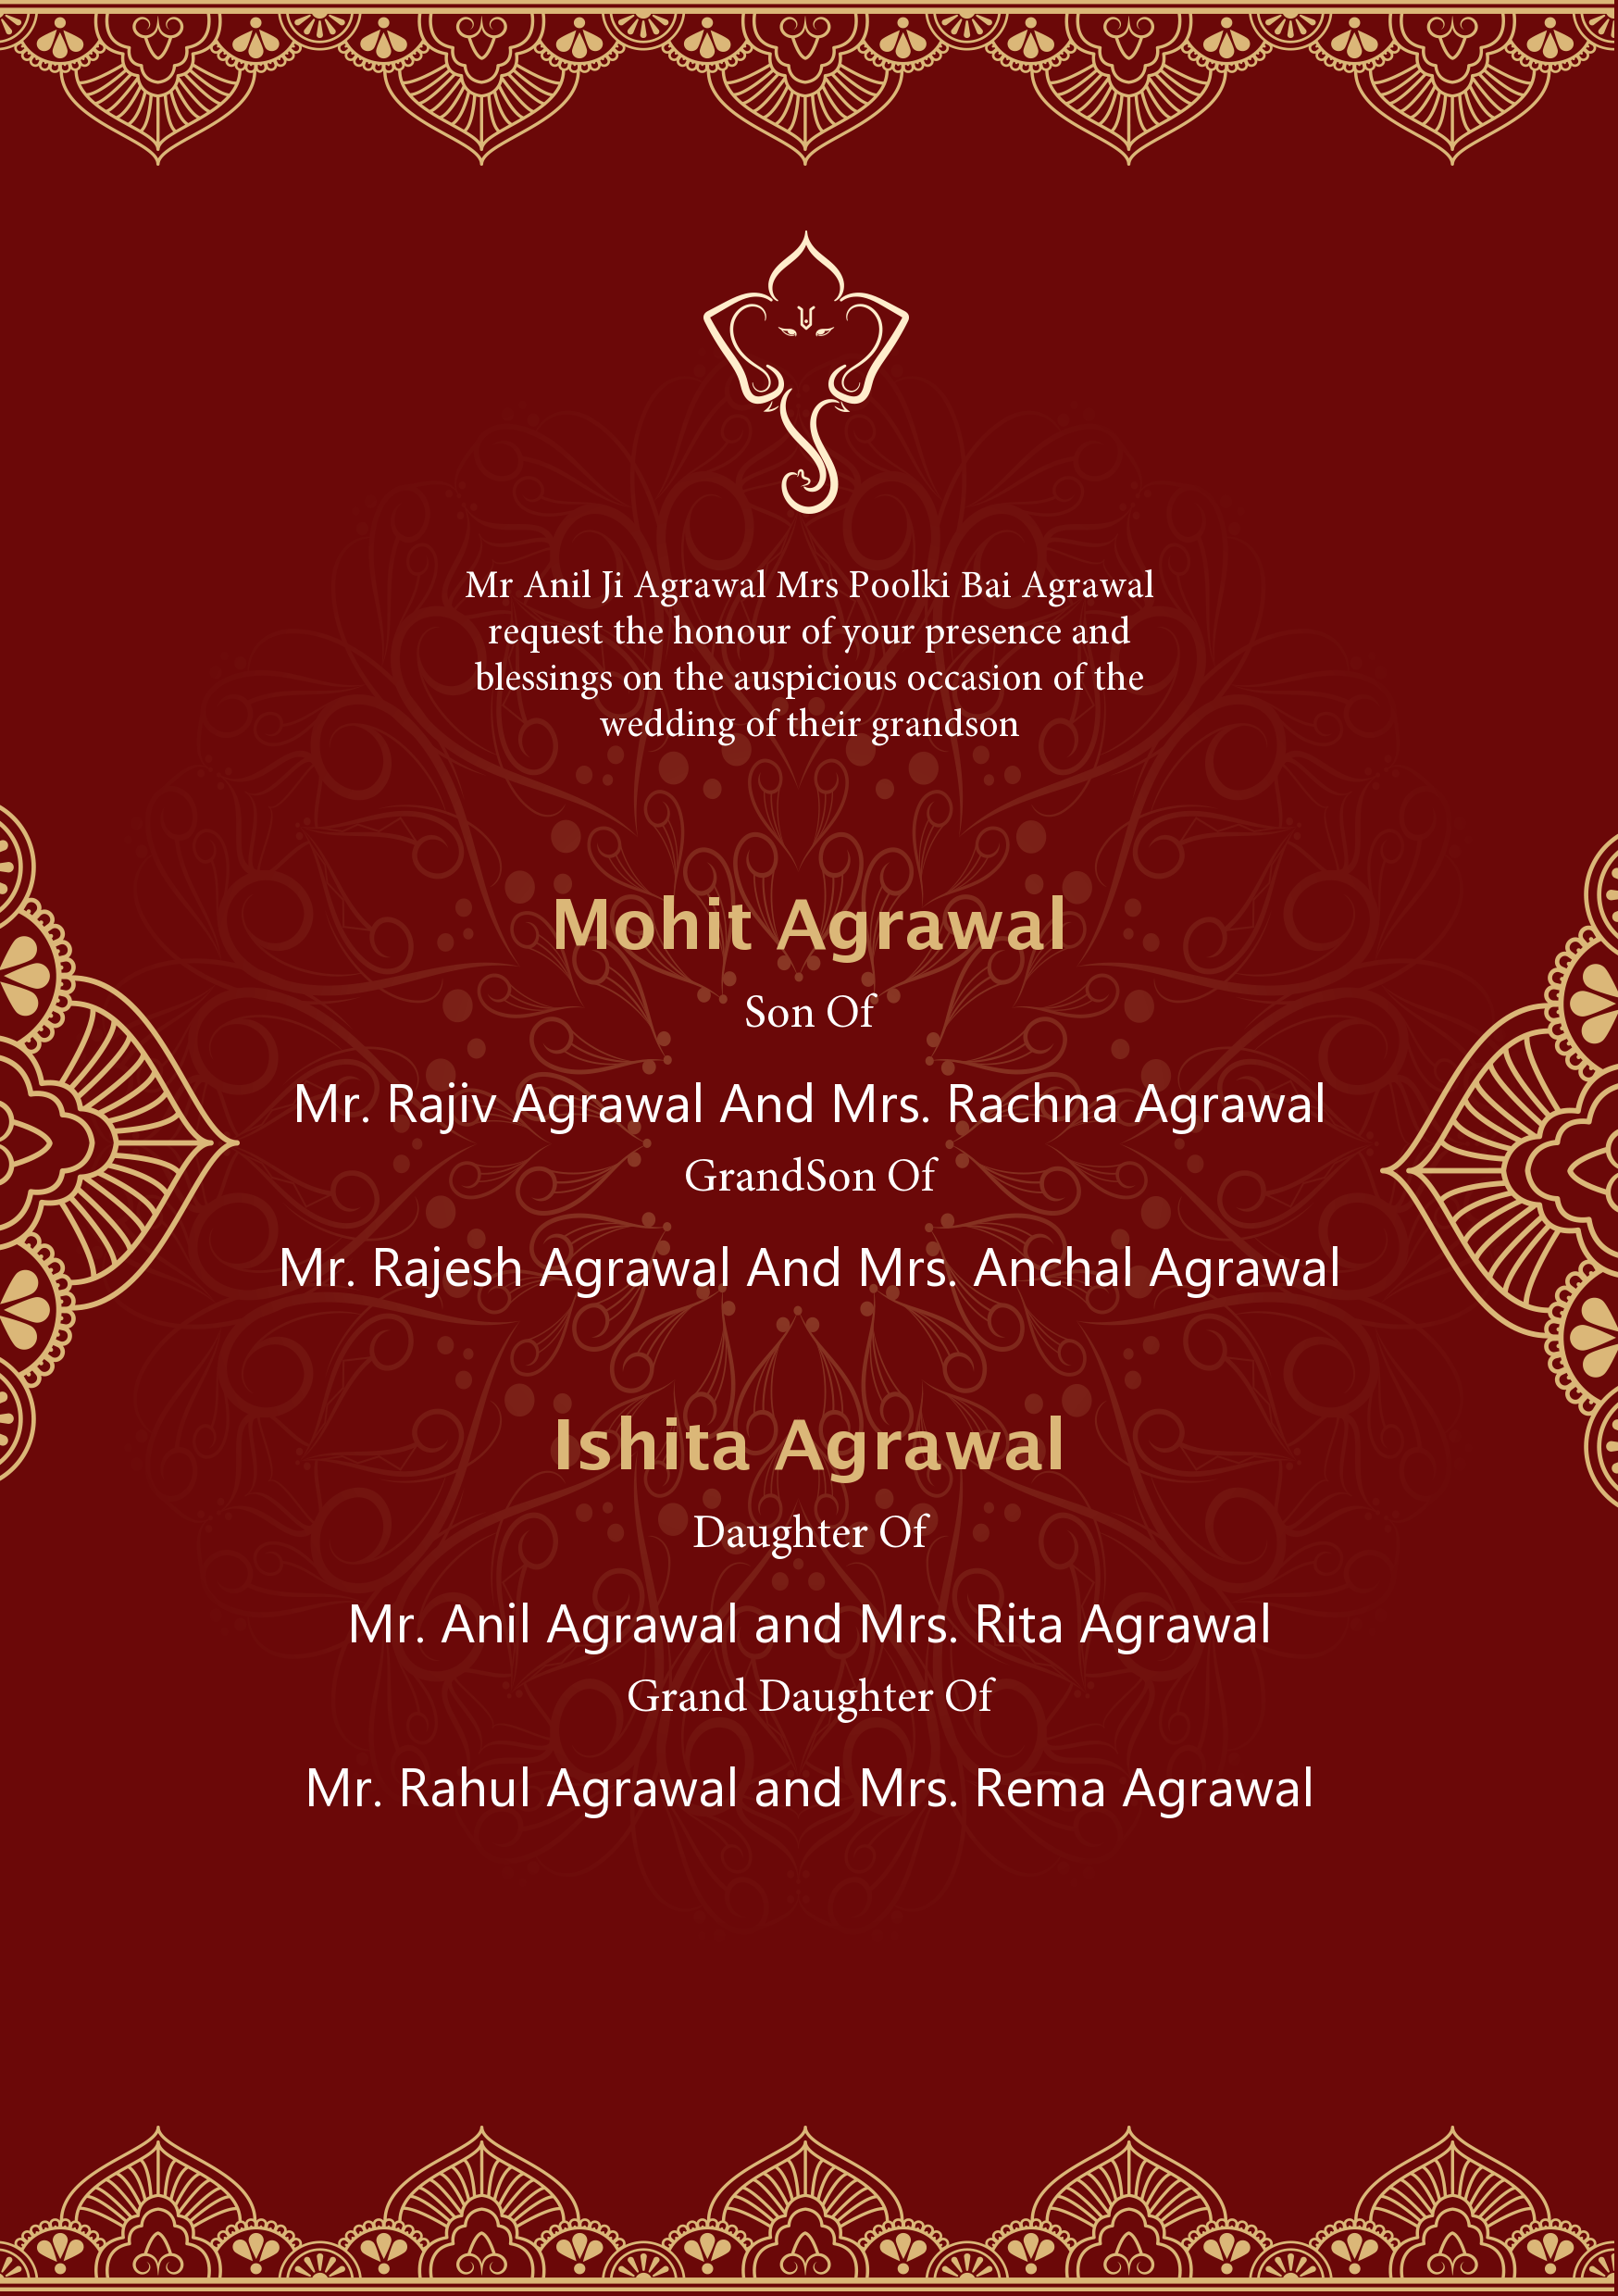 Mr Anil Ji Agrawal Mrs Poolki Bai Agrawal
request the honour of your presence and
blessings on the auspicious occasion of the
wedding of their grandson
Mohit Agrawal
Son Of
Mr. Rajiv Agrawal And Mrs. Rachna Agrawal
GrandSon Of
Mr. Rajesh Agrawal And Mrs. Anchal Agrawal
Ishita Agrawal
Daughter Of
Mr. Anil Agrawal and Mrs. Rita Agrawal
Grand Daughter Of
Mr. Rahul Agrawal and Mrs. Rema Agrawal